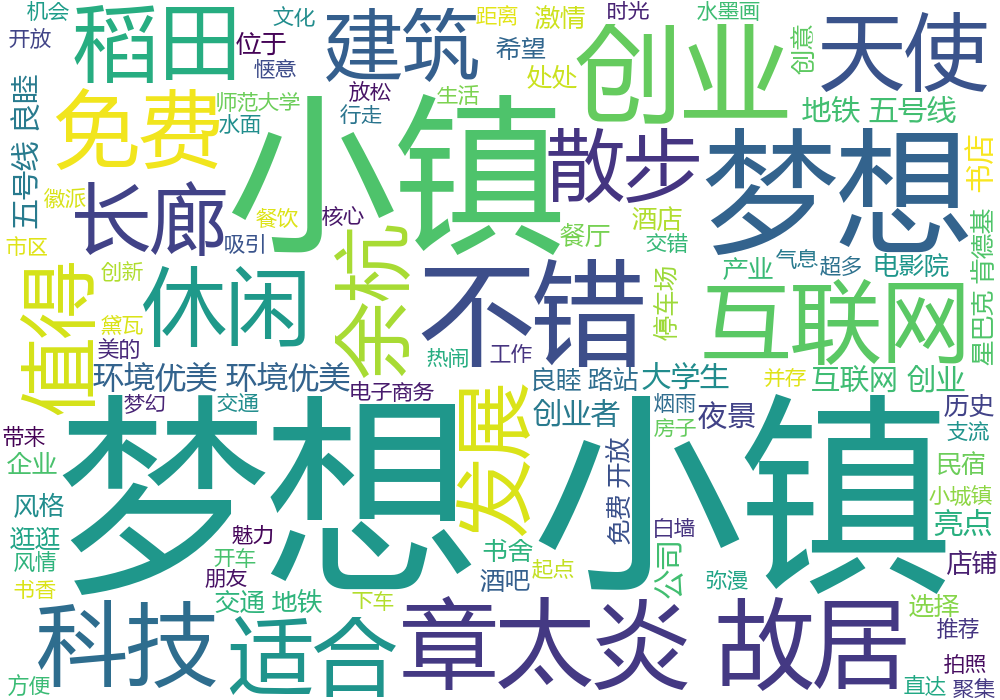 机会
稻田
文化
建筑
距离
激情
时光
水墨画
开放
位于
惬意
希望
处处
创业
创意
天使
良睦
五号线
免费
师范大学
水面
放松
行走
生活
地铁 五号线
小镇
散步
梦想
书店
徽派
长廊
餐饮
核心
吸引
市区
酒店
交错
餐厅
肯德基
星巴克
创新
值得
休闲
余杭
不错
停车场
产业
气息
超多
电影院
互联网
黛瓦
美的
热闹
工作
环境优美 环境优美
电子商务
良睦 路站
大学生
并存
互联网 创业
梦幻
交通
发展
创业者
烟雨
房子
夜景
历史
支流
带来
企业
梦想
小镇
免费 开放
民宿
小城镇
亮点
风格
逛逛
风情
魅力
开车
朋友
书舍
酒吧
起点
白墙
公司
弥漫
店铺
书香
交通 地铁
下车
科技
适合
章太炎
故居
选择
推荐
拍照
方便
直达
聚集